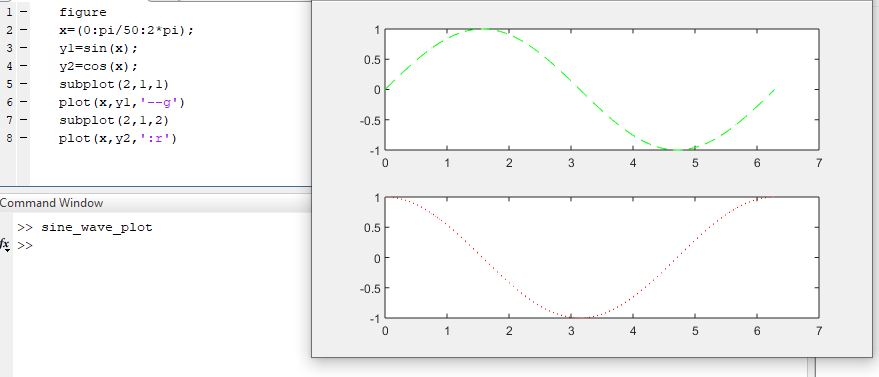 1 - figure
2 - x=(0:pi/50:2*pi);
3 - y1=sin(x);
4 - y2=cos(x);
5 - subplot(2,1,1)
6 - plot(x,y1,'--g')
7 - subplot(2,1,2)
8 - plot(x,y2,':r')
Command Window
>> sine_wave_plot
fx >>
1
0.5
0
-0.5
-1
0 1 2 3 4 5 6 7
1
0.5
0
-0.5
-1
0 1 2 3 4 5 6 7